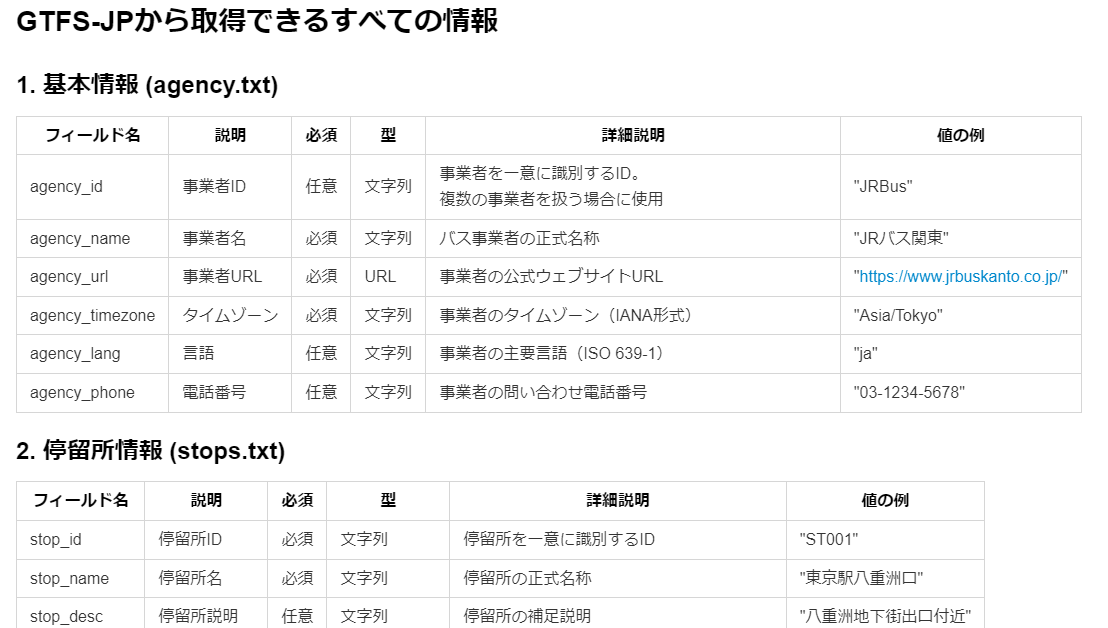 GTFS-JPから取得できるすべての情報
1. 基本情報 (agency.txt)
フィールド名 説明 必須 型 詳細説明 値の例
agency_id 事業者ID 任意 文字列 事業者を一意に識別するID。
複数の事業者を扱う場合に使用 "JRBus"
agency_name 事業者名 必須 文字列 バス事業者の正式名称 "JRバス関東"
agency_url 事業者URL 必須 URL 事業者の公式ウェブサイトURL "https://www.jrbuskanto.co.jp/"
agency_timezone タイムゾーン 必須 文字列 事業者のタイムゾーン（IANA形式） "Asia/Tokyo"
agency_lang 言語 任意 文字列 事業者の主要言語（ISO 639-1） "ja"
agency_phone 電話番号 任意 文字列 事業者の問い合わせ電話番号 "03-1234-5678"
2. 停留所情報 (stops.txt)
フィールド名 説明 必須 型 詳細説明 値の例
stop_id 停留所ID 必須 文字列 停留所を一意に識別するID "ST001"
stop_name 停留所名 必須 文字列 停留所の正式名称 "東京駅八重洲口"
stop_desc 停留所説明 任意 文字列 停留所の補足説明 "八重洲地下街出口付近"